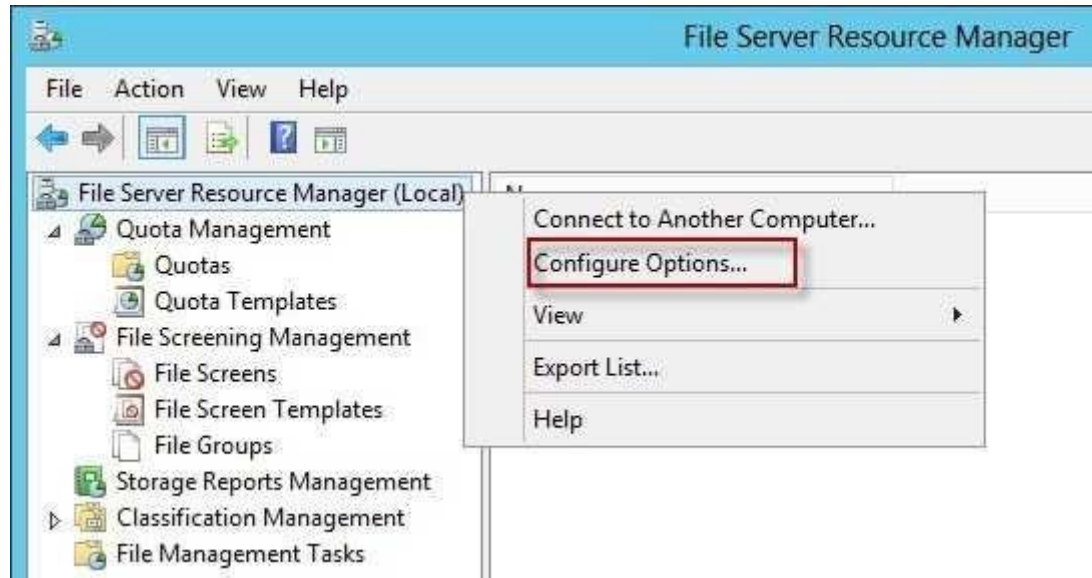 File Server Resource Manager
File Action View Help
File Server Resource Manager (Local)
Quota Management
Quotas
Quota Templates
File Screening Management
File Screens
File Screen Templates
File Groups
Storage Reports Management
Classification Management
File Management Tasks
Connect to Another Computer...
Configure Options...
View
Export List...
Help